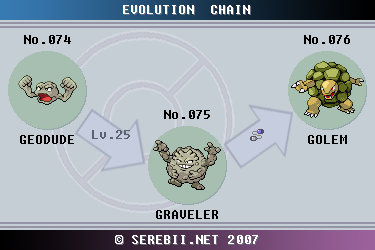 EVOLUTION CHAIN
No.074
No.076
No.075
Lv.25
GEODUDE
GOLEM
GRAVELER
© SEREBII.NET 2007